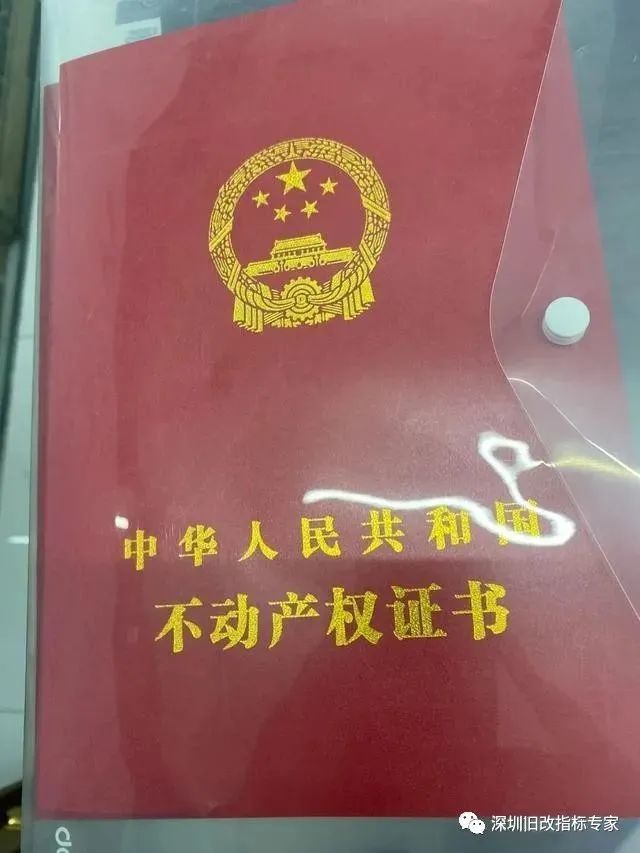 中华人民共和国
不动产权证书
深圳旧改指标专家